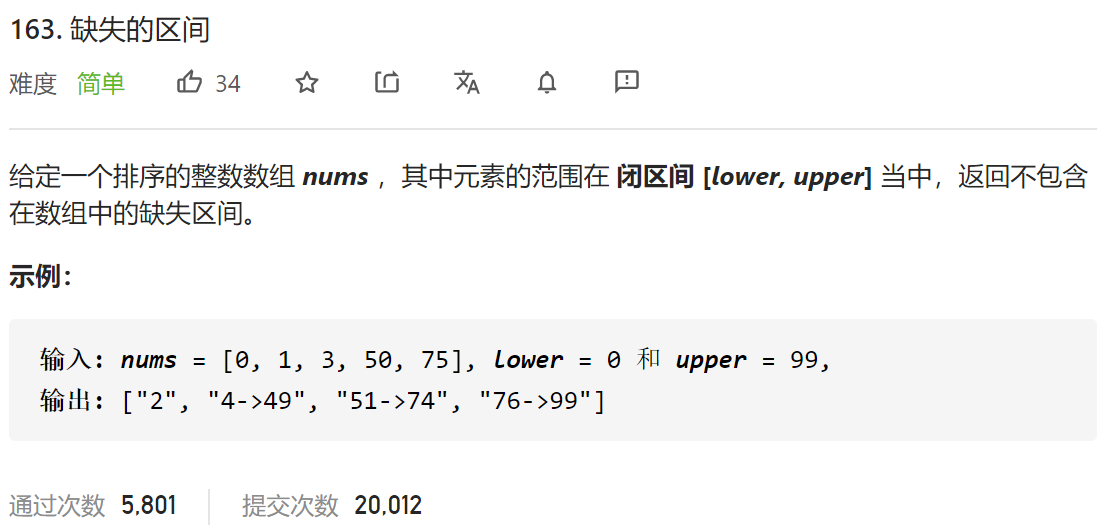 163. 缺失的区间
难度 简单 34
给定一个排序的整数数组 nums ，其中元素的范围在 闭区间 [lower, upper] 当中，返回不包含
在数组中的缺失区间。
示例：
输入: nums = [0, 1, 3, 50, 75], lower = 0 和 upper = 99,
输出: ["2", "4->49", "51->74", "76->99"]
通过次数 5,801 提交次数 20,012